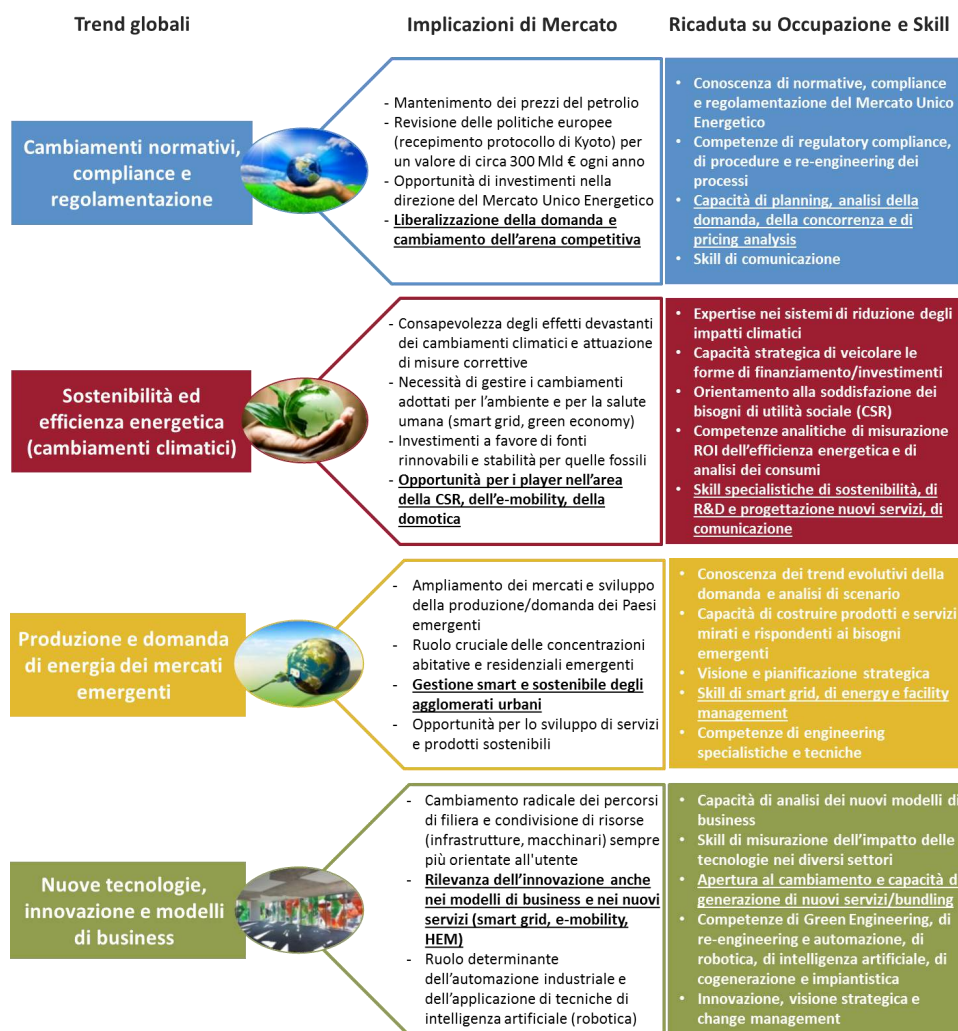 Trend globali
Implicazioni di Mercato
Ricaduta su Occupazione e Skill
Cambiamenti normativi,
compliance e
regolamentazione
- Mantenimento dei prezzi del petrolio
- Revisione delle politiche europee
(recepimento protocollo di Kyoto) per
un valore di circa 300 Mld € ogni anno
- Opportunità di investimenti nella
direzione del Mercato Unico Energetico
- Liberalizzazione della domanda e
cambiamento dell'arena competitiva
• Conoscenza di normative, compliance
e regolamentazione del Mercato Unico
Energetico
• Competenze di regulatory compliance,
di procedure e re-engineering dei
processi
• Capacità di planning, analisi della
domanda, della concorrenza e di
pricing analysis
• Skill di comunicazione
Sostenibilità ed
efficienza energetica
(cambiamenti climatici)
- Consapevolezza degli effetti devastanti
dei cambiamenti climatici e attuazione
di misure correttive
- Necessità di gestire i cambiamenti
adottati per l'ambiente e per la salute
umana (smart grid, green economy)
- Investimenti a favore di fonti
rinnovabili e stabilità per quelle fossili
- Opportunità per i player nell'area
della CSR, dell'e-mobility, della
domotica
• Expertise nei sistemi di riduzione degli
impatti climatici
• Capacità strategica di veicolare le
forme di finanziamento/investimenti
• Orientamento alla soddisfazione dei
bisogni di utilità sociale (CSR)
• Competenze analitiche di misurazione
ROI dell'efficienza energetica e di
analisi dei consumi
• Skill specialistiche di sostenibilità, di
R&D e progettazione nuovi servizi, di
comunicazione
Produzione e domanda
di energia dei mercati
emergenti
- Ampliamento dei mercati e sviluppo
della produzione/domanda dei Paesi
emergenti
- Ruolo cruciale delle concentrazioni
abitative e residenziali emergenti
- Gestione smart e sostenibile degli
agglomerati urbani
- Opportunità per lo sviluppo di servizi
e prodotti sostenibili
• Conoscenza dei trend evolutivi della
domanda e analisi di scenario
• Capacità di costruire prodotti e servizi
mirati e rispondenti ai bisogni
emergenti
• Visione e pianificazione strategica
• Skill di smart grid, di energy e facility
management
• Competenze di engineering
specialistiche e tecniche
Nuove tecnologie,
innovazione e modelli
di business
- Cambiamento radicale dei percorsi
di filiera e condivisione di risorse
(infrastrutture, macchinari) sempre
più orientate all'utente
- Rilevanza dell'innovazione anche
nei modelli di business e nei nuovi
servizi (smart grid, e-mobility,
HEM)
- Ruolo determinante
dell'automazione industriale e
dell'applicazione di tecniche di
intelligenza artificiale (robotica)
• Capacità di analisi dei nuovi modelli di
business
• Skill di misurazione dell'impatto delle
tecnologie nei diversi settori
• Apertura al cambiamento e capacità d
generazione di nuovi servizi/bundling
• Competenze di Green Engineering, di
re-engineering e automazione, di
robotica, di intelligenza artificiale, di
cogenerazione e impiantistica
• Innovazione, visione strategica e
change management